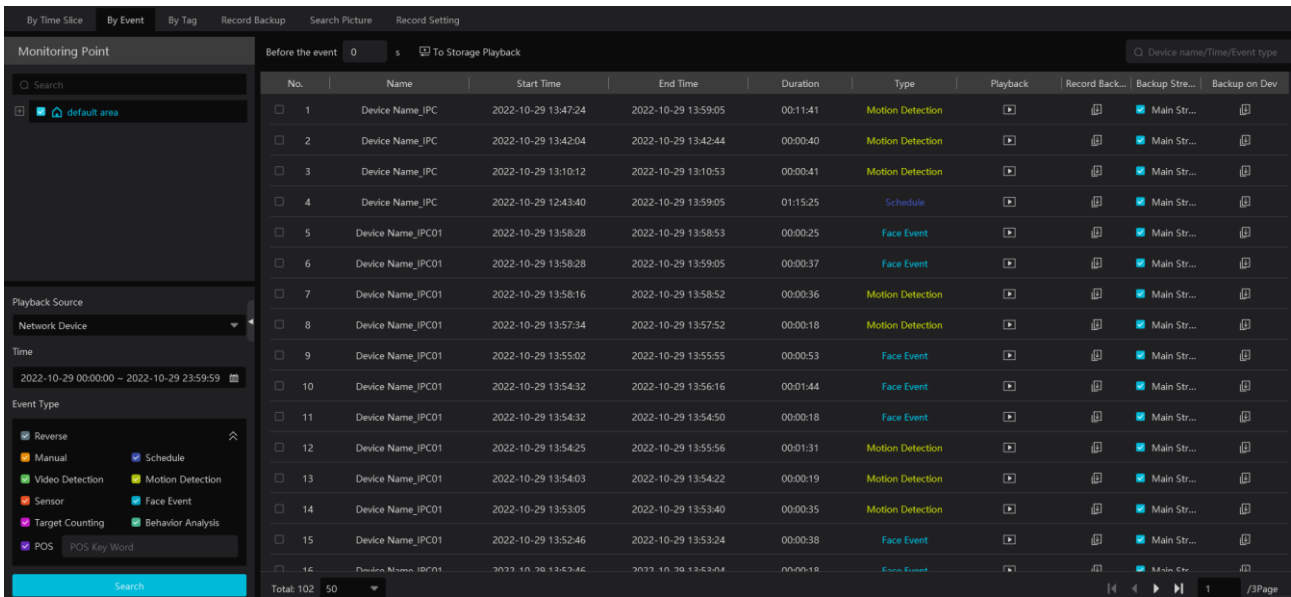 By Time Slice By Event By Tag Record Backup Search Picture Record Setting
Monitoring Point
Search
default area
Playback Source
Network Device
Time
2022-10-29 00:00:00 ~ 2022-10-29 23:59:59
Event Type
Reverse
Manual Schedule
Video Detection Motion Detection
Sensor Face Event
Target Counting Behavior Analysis
POS POS Key Word
Search
Before the event 0 s To Storage Playback Device name/Time/Event type
No. Name Start Time End Time Duration Type Playback Record Back... Backup Stre... Backup on Dev
1 Device Name_IPC 2022-10-29 13:47:24 2022-10-29 13:59:05 00:11:41 Motion Detection Main Str...
2 Device Name_IPC 2022-10-29 13:42:04 2022-10-29 13:42:44 00:00:40 Motion Detection Main Str...
3 Device Name_IPC 2022-10-29 13:10:12 2022-10-29 13:10:53 00:00:41 Motion Detection Main Str...
4 Device Name_IPC 2022-10-29 12:43:40 2022-10-29 13:59:05 01:15:25 Schedule Main Str...
5 Device Name_IPC01 2022-10-29 13:58:28 2022-10-29 13:58:53 00:00:25 Face Event Main Str...
6 Device Name_IPC01 2022-10-29 13:58:28 2022-10-29 13:59:05 00:00:37 Face Event Main Str...
7 Device Name_IPC01 2022-10-29 13:58:16 2022-10-29 13:58:52 00:00:36 Motion Detection Main Str...
8 Device Name_IPC01 2022-10-29 13:57:34 2022-10-29 13:57:52 00:00:18 Motion Detection Main Str...
9 Device Name_IPC01 2022-10-29 13:55:02 2022-10-29 13:55:55 00:00:53 Face Event Main Str...
10 Device Name_IPC01 2022-10-29 13:54:32 2022-10-29 13:56:16 00:01:44 Face Event Main Str...
11 Device Name_IPC01 2022-10-29 13:54:32 2022-10-29 13:54:50 00:00:18 Face Event Main Str...
12 Device Name_IPC01 2022-10-29 13:54:25 2022-10-29 13:55:56 00:01:31 Motion Detection Main Str...
13 Device Name_IPC01 2022-10-29 13:54:03 2022-10-29 13:54:22 00:00:19 Motion Detection Main Str...
14 Device Name_IPC01 2022-10-29 13:53:05 2022-10-29 13:53:40 00:00:35 Motion Detection Main Str...
15 Device Name_IPC01 2022-10-29 13:52:46 2022-10-29 13:53:24 00:00:38 Face Event Main Str...
16 Device Name_IPC01 2022-10-29 13:52:46 2022-10-29 13:53:04 00:00:18 Face Event Main Str...
Total: 102 50 1 /3Page